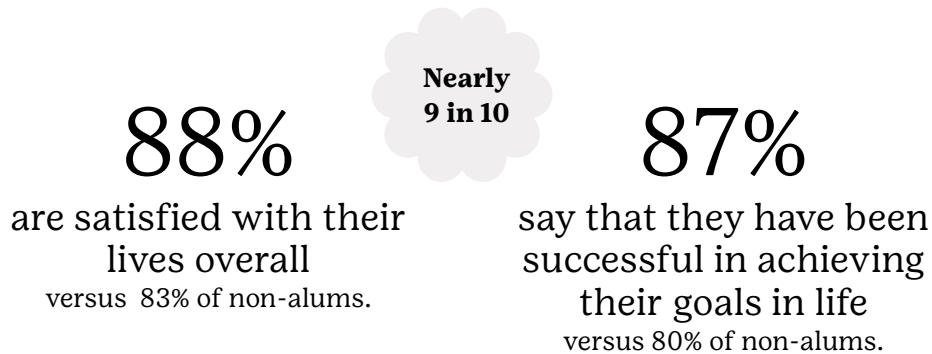 Nearly
9 in 10
88%
are satisfied with their
lives overall
versus 83% of non-alums.
87%
say that they have been
successful in achieving
their goals in life
versus 80% of non-alums.